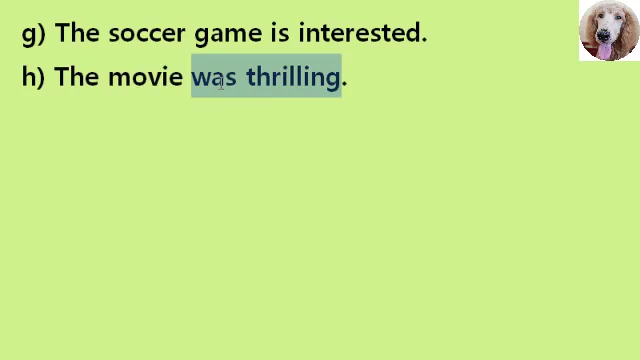 g) The soccer game is interested.
h) The movie was thrilling.